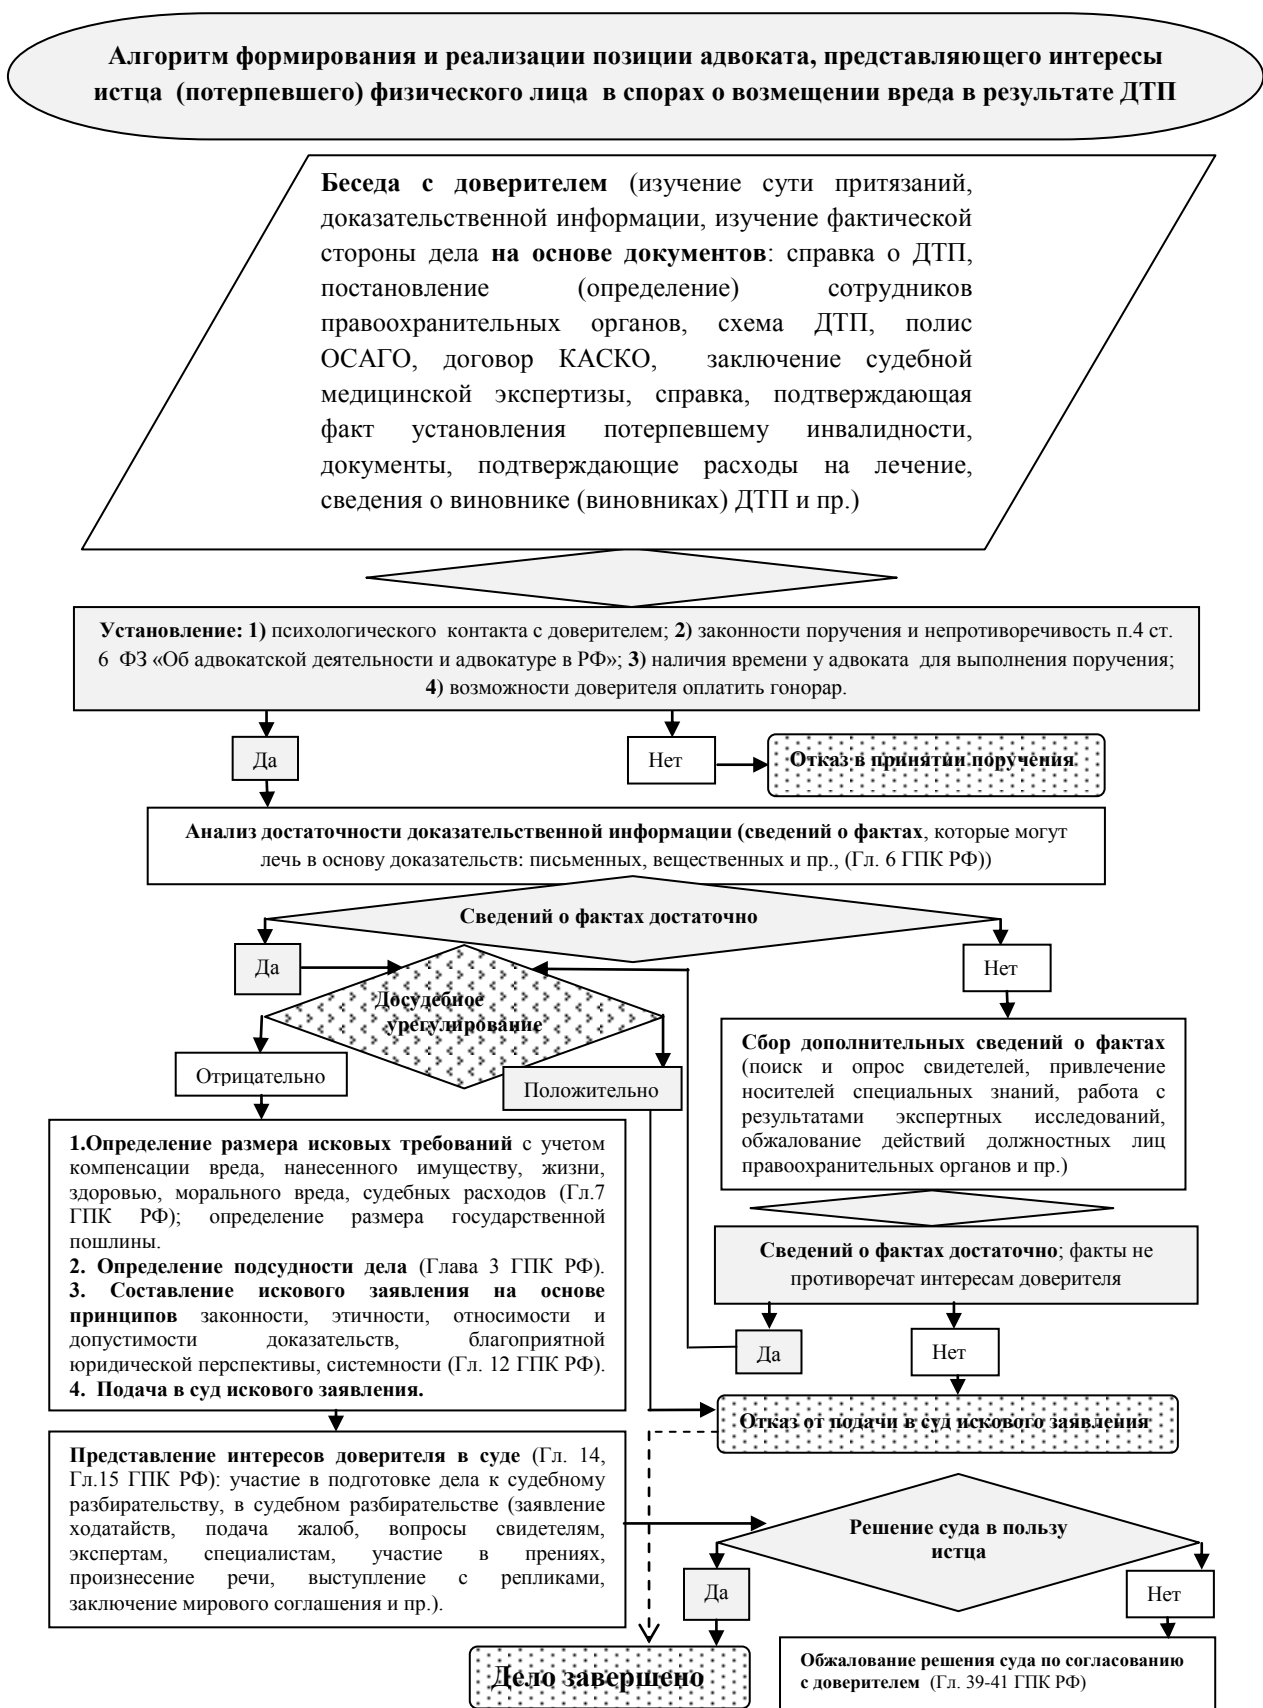 Алгоритм формирования и реализации позиции адвоката, представляющего интересы
истца (потерпевшего) физического лица в спорах о возмещении вреда в результате ДТП
Беседа с доверителем (изучение сути притязаний,
доказательственной информации, изучение фактической
стороны дела на основе документов: справка о ДТП,
постановление (определение) сотрудников
правоохранительных органов, схема ДТП, полис
ОСАГО, договор КАСКО, заключение судебной
медицинской экспертизы, справка, подтверждающая
факт установления потерпевшему инвалидности,
документы, подтверждающие расходы на лечение,
сведения о виновнике (виновниках) ДТП и пр.)
Установление: 1) психологического контакта с доверителем; 2) законности поручения и непротиворечивость п.4 ст.
6 ФЗ «Об адвокатской деятельности и адвокатуре в РФ»; 3) наличия времени у адвоката для выполнения поручения;
4) возможности доверителя оплатить гонорар.
Да
Нет
Отказ в принятии поручения
Анализ достаточности доказательственной информации (сведений о фактах, которые могут
лечь в основу доказательств: письменных, вещественных и пр., (Гл. 6 ГПК РФ))
Сведений о фактах достаточно
Да
Нет
Досудебное
урегулирование
Отрицательно
Положительно
Сбор дополнительных сведений о фактах
(поиск и опрос свидетелей, привлечение
носителей специальных знаний, работа с
результатами экспертных исследований,
обжалование действий должностных лиц
правоохранительных органов и пр.)
1.Определение размера исковых требований с учетом
компенсации вреда, нанесенного имуществу, жизни,
здоровью, морального вреда, судебных расходов (Гл.7
ГПК РФ); определение размера государственной
пошлины.
2. Определение подсудности дела (Глава 3 ГПК РФ).
3. Составление искового заявления на основе
принципов законности, этичности, относимости и
допустимости доказательств, благоприятной
юридической перспективы, системности (Гл. 12 ГПК РФ).
4. Подача в суд искового заявления.
Сведений о фактах достаточно; факты не
противоречат интересам доверителя
Да
Нет
Отказ от подачи в суд искового заявления
Представление интересов доверителя в суде (Гл. 14,
Гл.15 ГПК РФ): участие в подготовке дела к судебному
разбирательству, в судебном разбирательстве (заявление
ходатайств, подача жалоб, вопросы свидетелям,
экспертам, специалистам, участие в прениях,
произнесение речи, выступление с репликами,
заключение мирового соглашения и пр.).
Решение суда в пользу
истца
Да
Нет
Дело завершено
Обжалование решения суда по согласованию
с доверителем (Гл. 39-41 ГПК РФ)